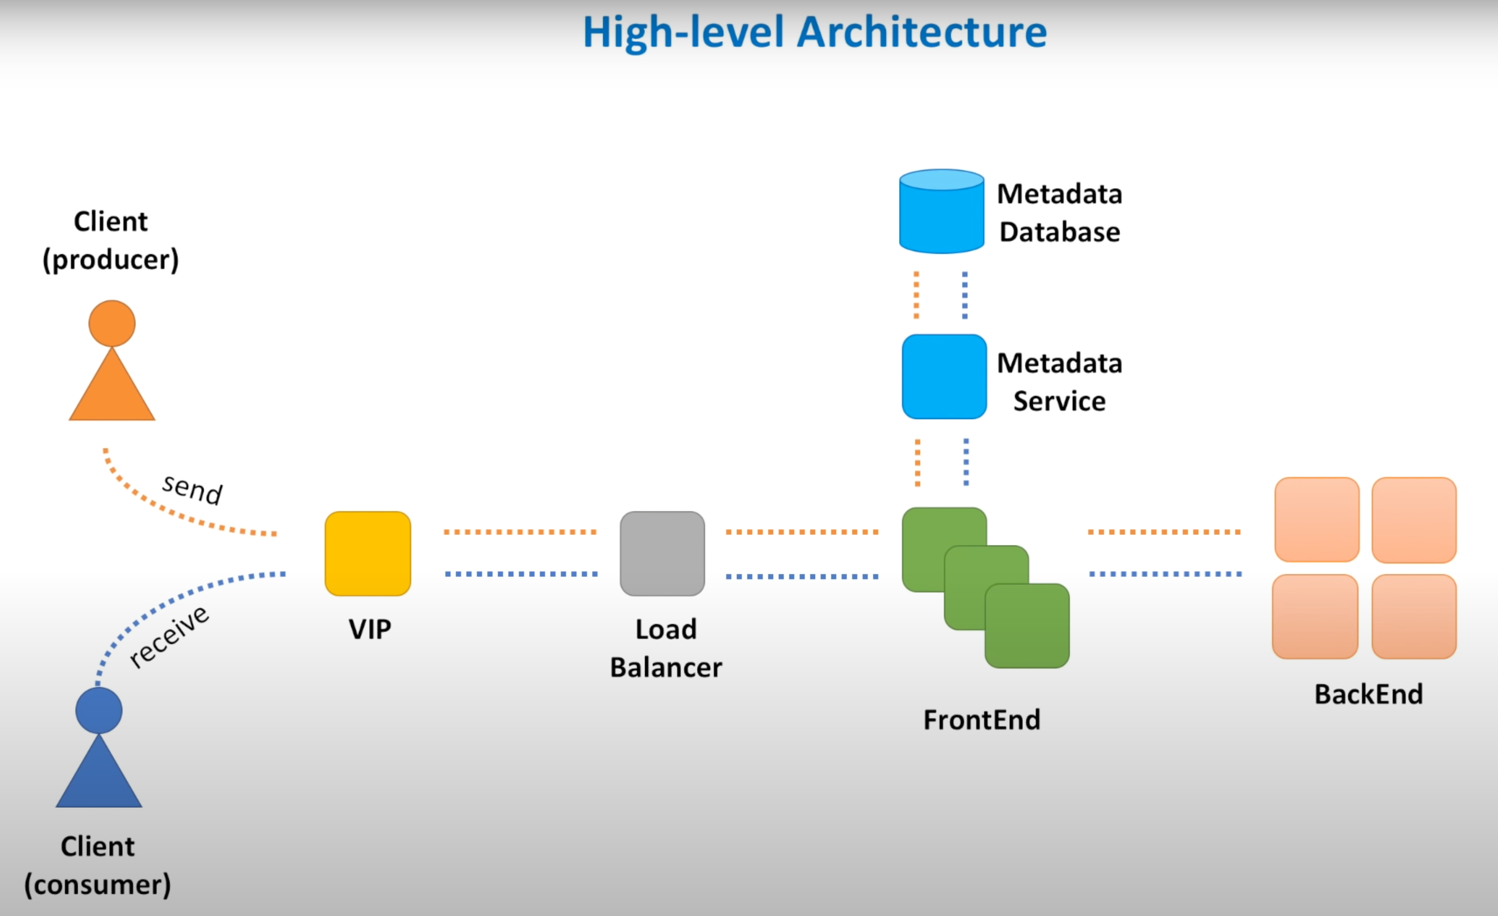 High-level Architecture
Client
(producer)
send
receive
Client
(consumer)
VIP
Load
Balancer
Metadata
Database
Metadata
Service
FrontEnd
BackEnd